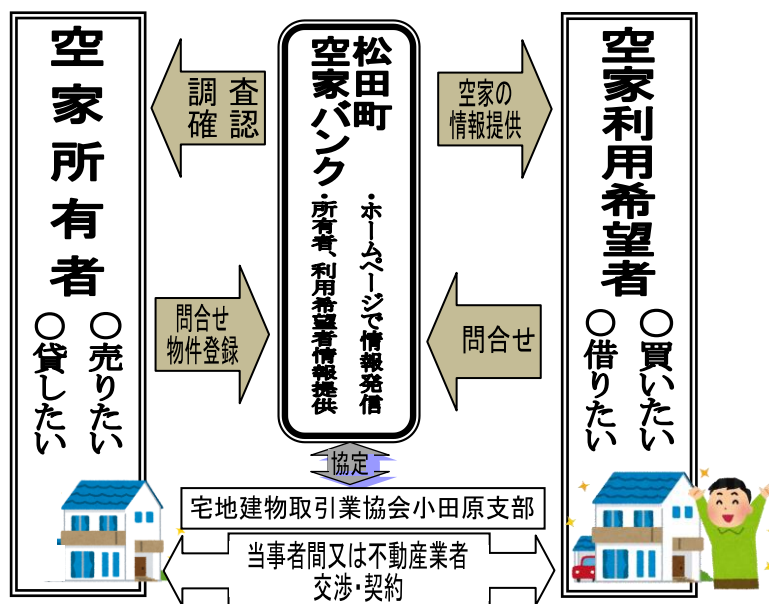 空家所有者
○売りたい
○貸したい
調査
確認
問合せ
物件登録
松田町
空家バンク
・ホームページで情報発信
・所有者、利用希望者情報提供
空家の
情報提供
問合せ
空家利用希望者
○買いたい
○借りたい
協定
宅地建物取引業協会小田原支部
当事者間又は不動産業者
交渉・契約